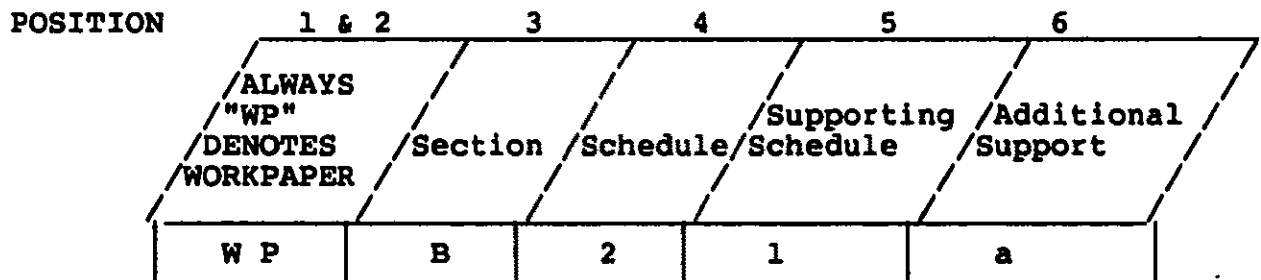 POSITION 1 & 2 3 4 5 6
ALWAYS
"WP" Supporting Additional
DENOTES Section Schedule Schedule Support
WORKPAPER
W P B 2 1 a